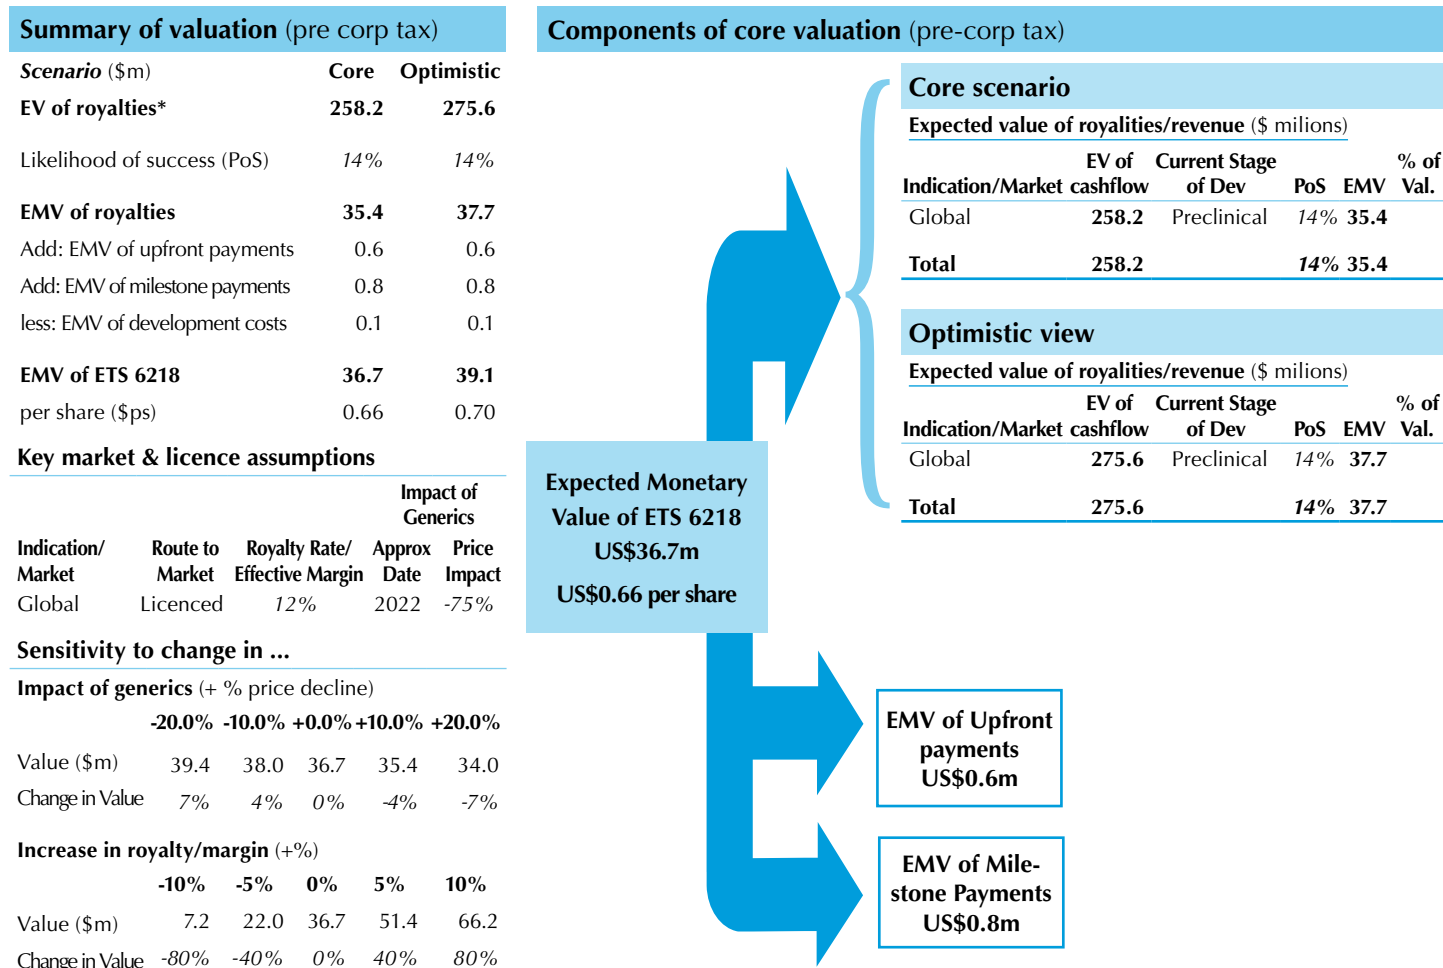 Summary of valuation (pre corp tax)
Scenario ($m) Core Optimistic
EV of royalties* 258.2 275.6
Likelihood of success (PoS) 14% 14%
EMV of royalties 35.4 37.7
Add: EMV of upfront payments 0.6 0.6
Add: EMV of milestone payments 0.8 0.8
less: EMV of development costs 0.1 0.1
EMV of ETS 6218 36.7 39.1
per share ($ps) 0.66 0.70
Key market & licence assumptions
Impact of
Generics
Indication/ Route to Royalty Rate/ Approx Price
Market Market Effective Margin Date Impact
Global Licenced 12% 2022 -75%
Sensitivity to change in ...
Impact of generics (+ % price decline)
-20.0% -10.0% +0.0% +10.0% +20.0%
Value ($m) 39.4 38.0 36.7 35.4 34.0
Change in Value 7% 4% 0% -4% -7%
Increase in royalty/margin (+%)
-10% -5% 0% 5% 10%
Value ($m) 7.2 22.0 36.7 51.4 66.2
Change in Value -80% -40% 0% 40% 80%
Components of core valuation (pre-corp tax)
Core scenario
Expected value of royalities/revenue ($ milions)
EV of Current Stage % of
Indication/Market cashflow of Dev PoS EMV Val.
Global 258.2 Preclinical 14% 35.4
Total 258.2 14% 35.4
Optimistic view
Expected value of royalities/revenue ($ milions)
EV of Current Stage % of
Indication/Market cashflow of Dev PoS EMV Val.
Global 275.6 Preclinical 14% 37.7
Total 275.6 14% 37.7
Expected Monetary
Value of ETS 6218
US$36.7m
US$0.66 per share
EMV of Upfront
payments
US$0.6m
EMV of Mile-
stone Payments
US$0.8m